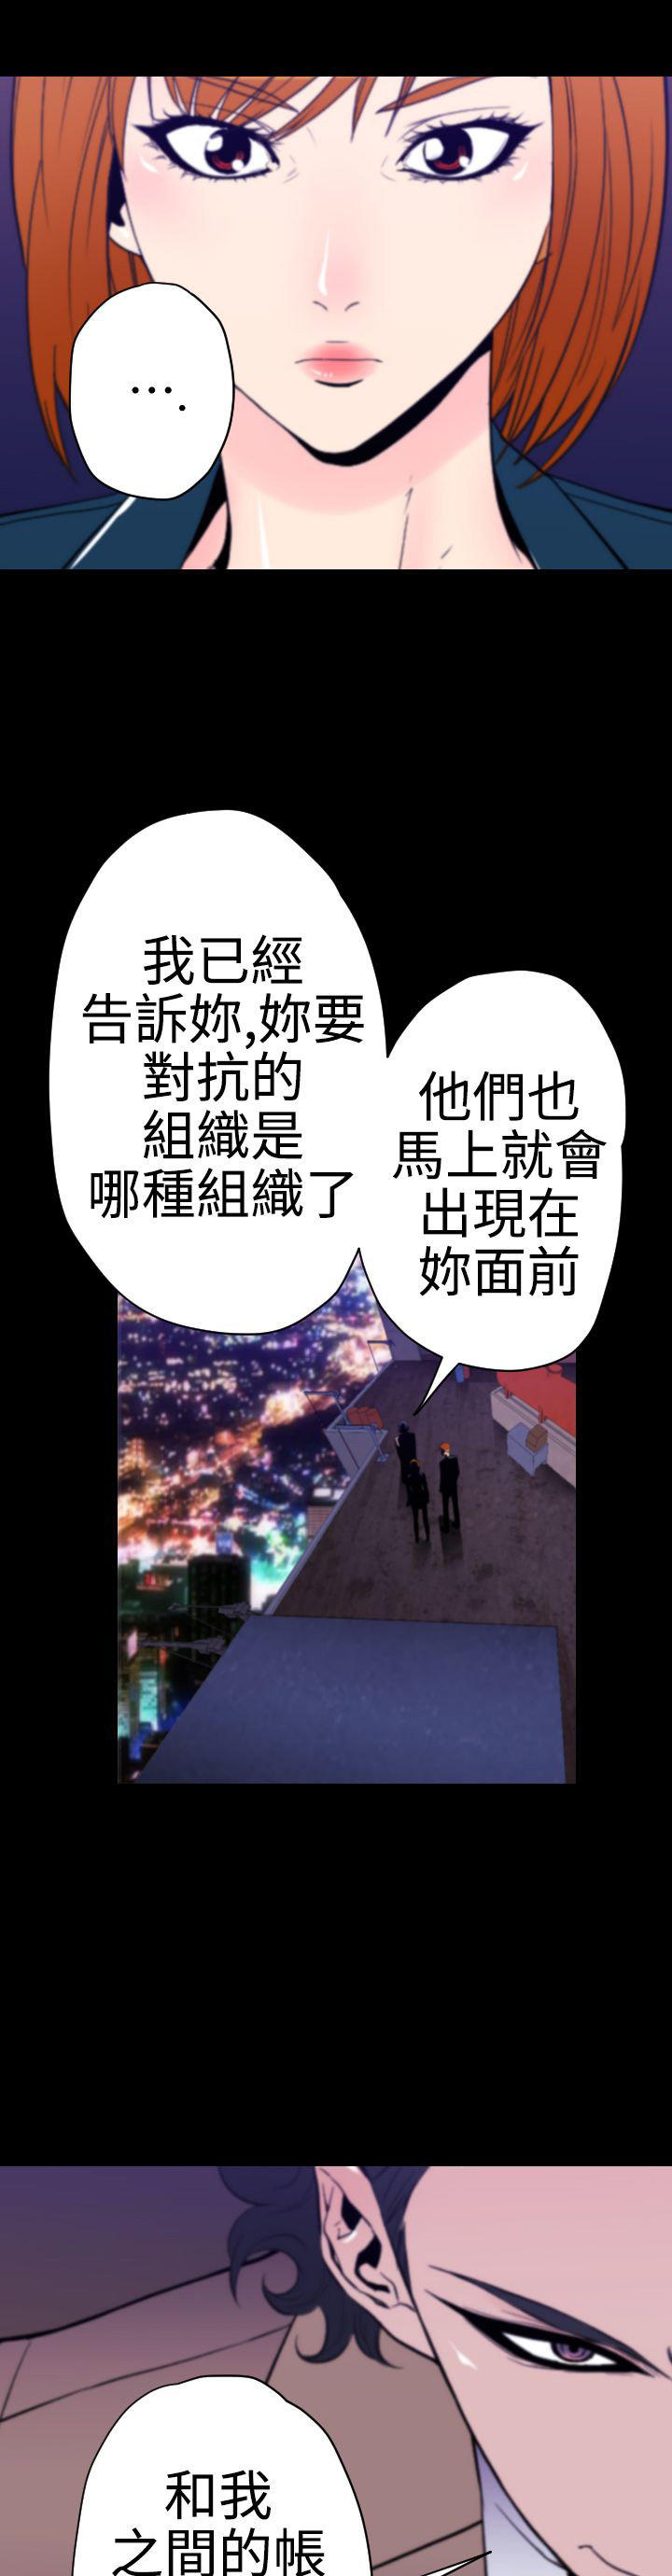 ....
我已經
告訴妳,妳要
對抗的
組織是
哪種組織了
他們也
馬上就會
出現在
妳面前
和我
之間的帳